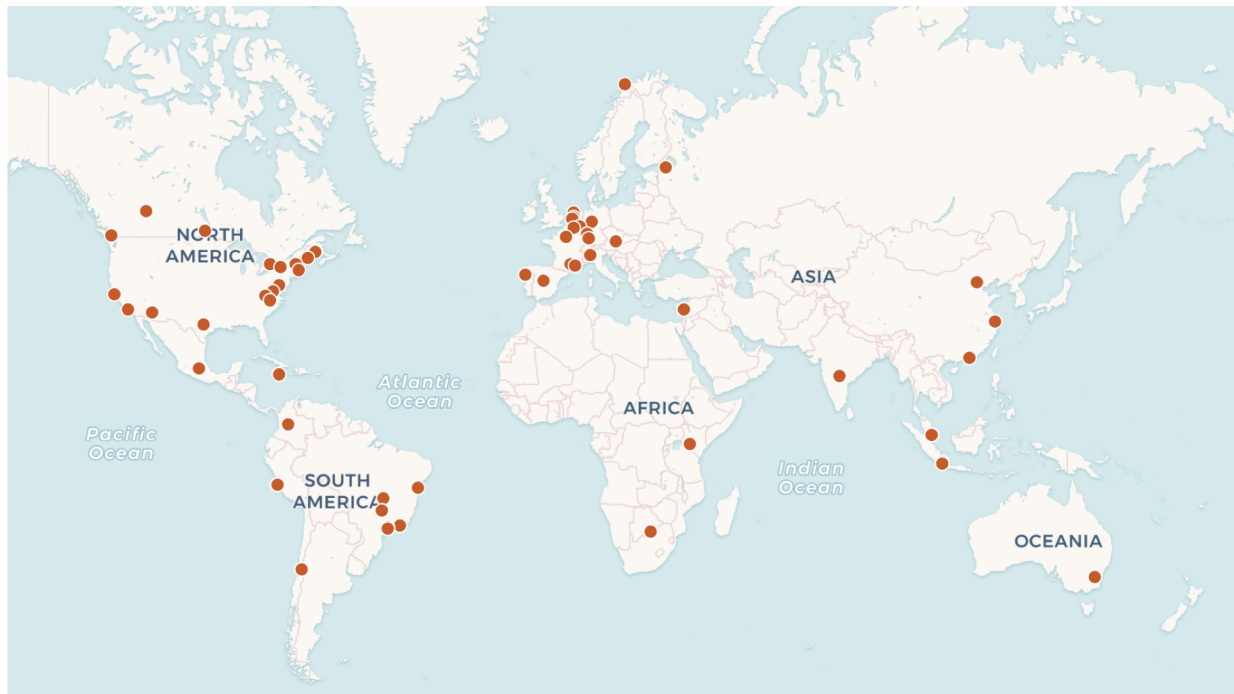 NORTH
AMERICA
ASIA
Atlantic
Ocean
AFRICA
Pacific
Ocean
Indian
Ocean
SOUTH
AMERICA
OCEANIA